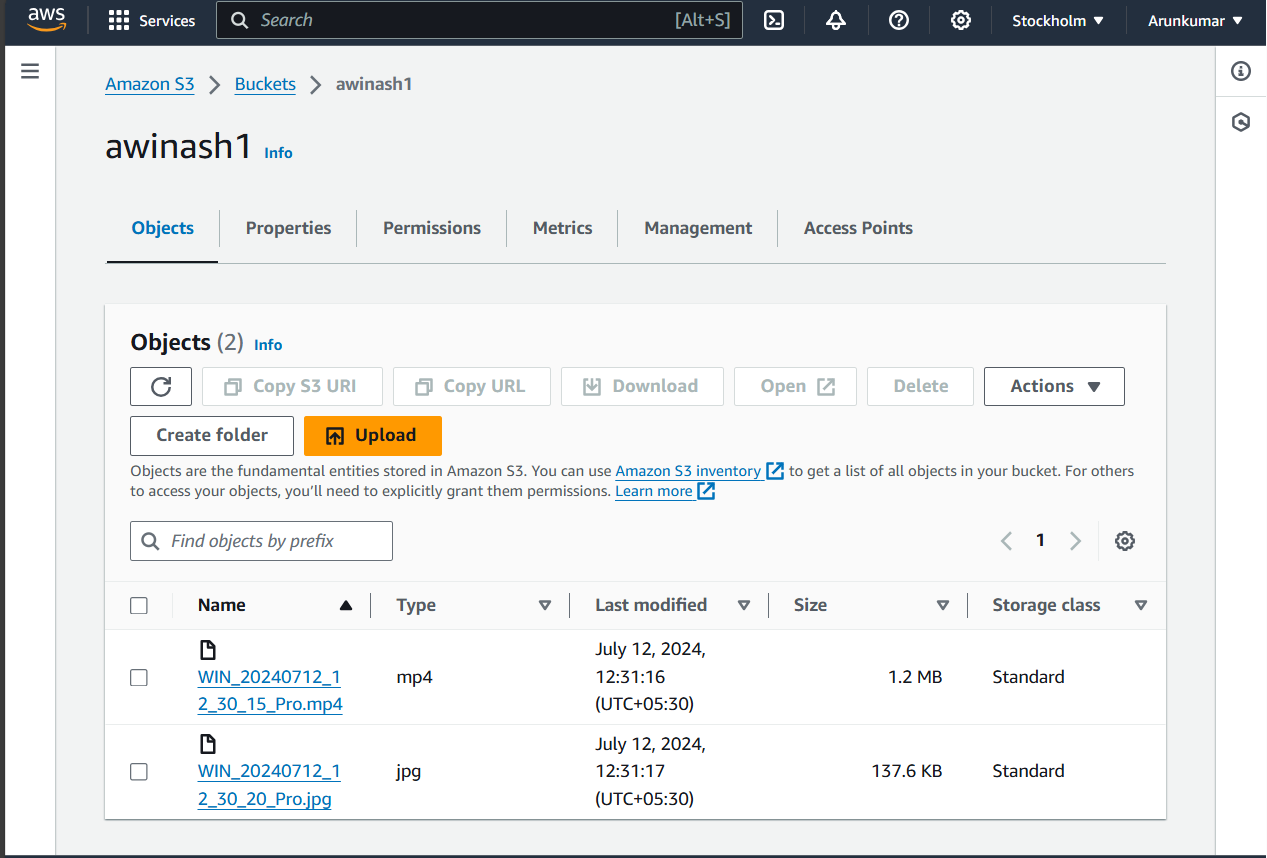 aws Services Search [Alt+S] Stockholm Arunkumar
Amazon S3 Buckets awinash1
awinash1 Info
Objects Properties Permissions Metrics Management Access Points
Objects (2) Info
Copy S3 URI Copy URL Download Open Delete Actions
Create folder Upload
Objects are the fundamental entities stored in Amazon S3. You can use Amazon S3 inventory to get a list of all objects in your bucket. For others
to access your objects, you'll need to explicitly grant them permissions. Learn more
Find objects by prefix 1
Name Type Last modified Size Storage class
WIN_20240712_1
2_30_15_Pro.mp4
mp4
July 12, 2024,
12:31:16
(UTC+05:30)
1.2 MB
Standard
WIN_20240712_1
2_30_20_Pro.jpg
jpg
July 12, 2024,
12:31:17
(UTC+05:30)
137.6 KB
Standard